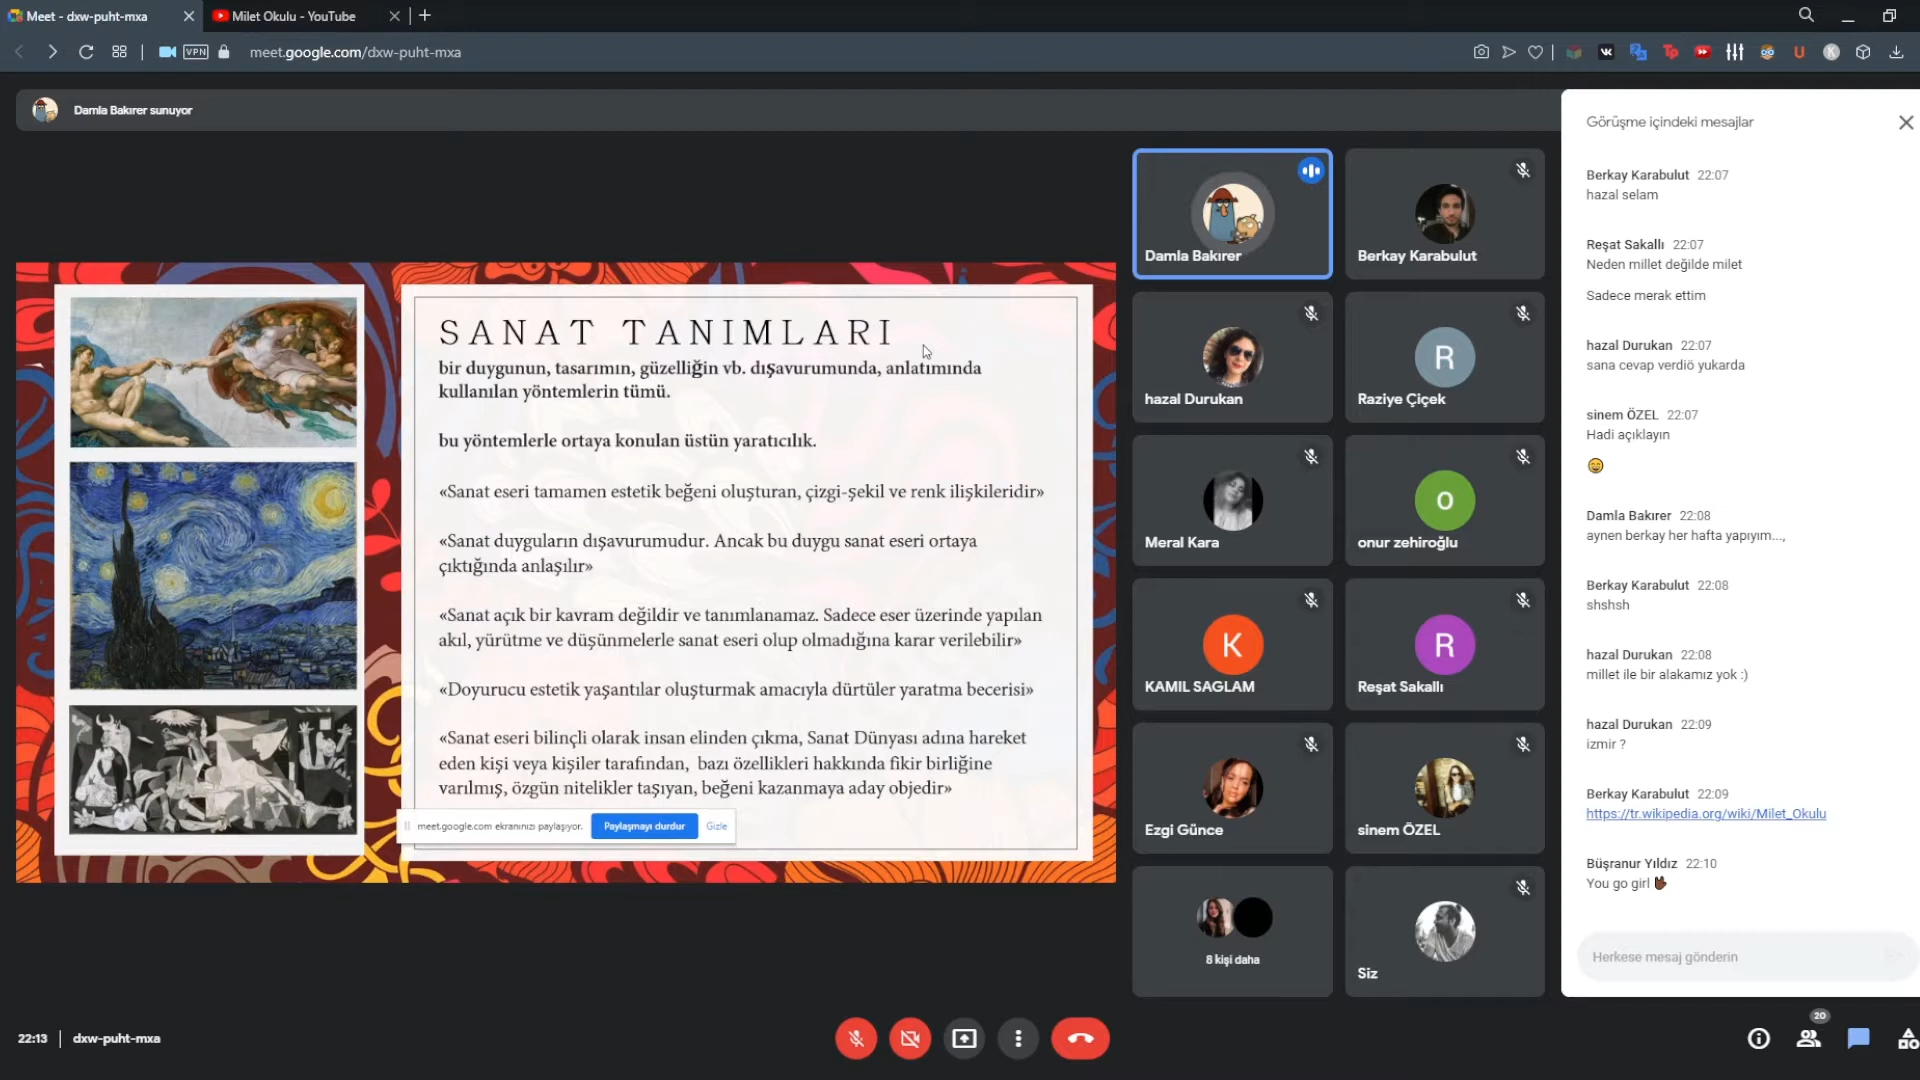 Meet - dxw-puht-mxa
Milet Okulu - YouTube
VPN
meet.google.com/dxw-puht-mxa
Damla Bakırer sunuyor
SANAT TANIMLARI
bir duygunun, tasarımın, güzelliğin vb. dışavurumunda, anlatımında
kullanılan yöntemlerin tümü.
bu yöntemlerle ortaya konulan üstün yaratıcılık.
«Sanat eseri tamamen estetik beğeni oluşturan, çizgi-şekil ve renk ilişkileridir»
«Sanat duyguların dışavurumudur. Ancak bu duygu sanat eseri ortaya
çıktığında anlaşılır»
«Sanat açık bir kavram değildir ve tanımlanamaz. Sadece eser üzerinde yapılan
akıl, yürütme ve düşünmelerle sanat eseri olup olmadığına karar verilebilir»
«Doyurucu estetik yaşantılar oluşturmak amacıyla dürtüler yaratma becerisi»
«Sanat eseri bilinçli olarak insan elinden çıkma, Sanat Dünyası adına hareket
eden kişi veya kişiler tarafından, bazı özellikleri hakkında fikir birliğine
varılmış, özgün nitelikler taşıyan, beğeni kazanmaya aday objedir»
meet.google.com ekranınızı paylaşıyor.
Paylaşmayı durdur
Gizle
Damla Bakırer
Berkay Karabulut
hazal Durukan
R
Raziye Çiçek
Meral Kara
o
onur zehiroğlu
K
KAMIL SAGLAM
R
Reşat Sakallı
Ezgi Günce
sinem ÖZEL
8 kişi daha
Siz
Görüşme içindeki mesajlar
Berkay Karabulut 22:07
hazal selam
Reşat Sakallı 22:07
Neden millet değilde milet
Sadece merak ettim
hazal Durukan 22:07
sana cevap verdiö yukarda
sinem ÖZEL 22:07
Hadi açıklayın
😄
Damla Bakırer 22:08
aynen berkay her hafta yapıyım...,
Berkay Karabulut 22:08
shshsh
hazal Durukan 22:08
millet ile bir alakamız yok :)
hazal Durukan 22:09
izmir ?
Berkay Karabulut 22:09
https://tr.wikipedia.org/wiki/Milet_Okulu
Büşranur Yıldız 22:10
You go girl
Herkese mesaj gönderin
22:13
dxw-puht-mxa
20